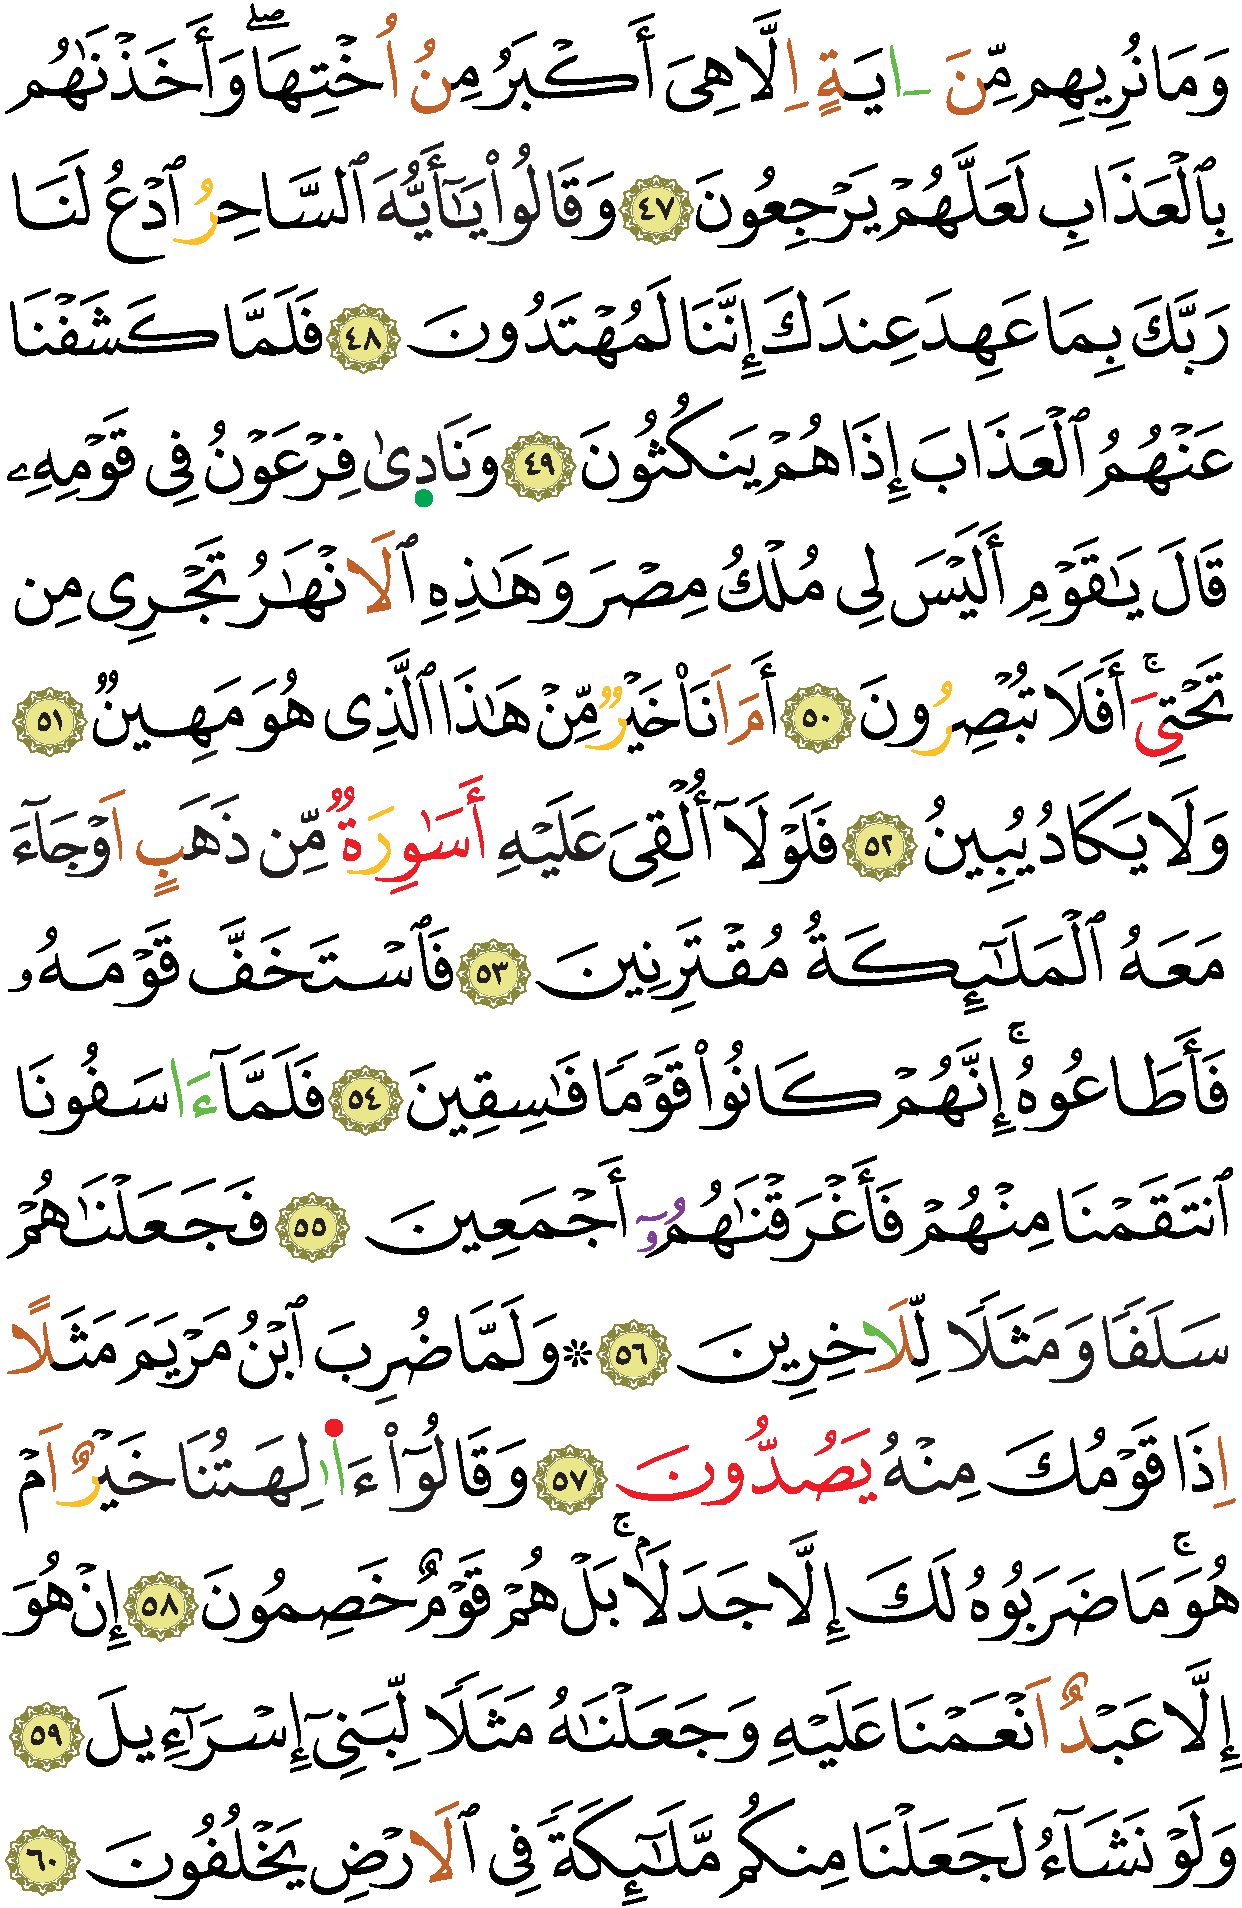 وَمَا نُرِيهِم مِّنَ ايَةٍ اِلَّا هِىَ أَكْبَرُ مِنُ اُخْتِهَاۖ وَأَخَذْنَٰهُم
بِٱلْعَذَابِ لَعَلَّهُمْ يَرْجِعُونَ ٤٧ وَقَالُواْ يَٰٓأَيُّهَ ٱلسَّاحِرُ ٱدْعُ لَنَا
رَبَّكَ بِمَا عَهِدَ عِندَكَ إِنَّنَا لَمُهْتَدُونَ ٤٨ فَلَمَّا كَشَفْنَا
عَنْهُمُ ٱلْعَذَابَ إِذَا هُمْ يَنكُثُونَ ٤٩ وَنَادِىٰ فِرْعَوْنُ فِى قَوْمِهِۦ
قَالَ يَٰقَوْمِ أَلَيْسَ لِى مُلْكُ مِصْرَ وَهَٰذِهِ ٱلَانْهَٰرُ تَجْرِى مِن
تَحْتِىَۚ أَفَلَا تُبْصِرُونَ ٥٠ أَمَ اَنَا۠ خَيْرٌ مِّنْ هَٰذَا ٱلَّذِى هُوَ مَهِينٌ ٥١
وَلَا يَكَادُ يُبِينُ ٥٢ فَلَوْلَآ أُلْقِىَ عَلَيْهِ أَسَٰوِرَةٌ مِّن ذَهَبٍ اَوْ جَآءَ
مَعَهُ ٱلْمَلَٰٓئِكَةُ مُقْتَرِنِينَ ٥٣ فَٱسْتَخَفَّ قَوْمَهُۥ
فَأَطَاعُوهُۚ إِنَّهُمْ كَانُواْ قَوْمًا فَٰسِقِينَ ٥٤ فَلَمَّآ ءَاسَفُونَا
ٱنتَقَمْنَا مِنْهُمْ فَأَغْرَقْنَٰهُمُۥٓ أَجْمَعِينَ ٥٥ فَجَعَلْنَٰهُمْ
سَلَفًا وَمَثَلًا لِّلَاخِرِينَ ٥٦ ۞ وَلَمَّا ضُرِبَ ٱبْنُ مَرْيَمَ مَثَلًا
اِذَا قَوْمُكَ مِنْهُ يَصُدُّونَ ٥٧ وَقَالُوٓاْ ءَا۬لِهَتُنَا خَيْرٌ اَمْ
هُوَۚ مَا ضَرَبُوهُ لَكَ إِلَّا جَدَلَۢاۚ بَلْ هُمْ قَوْمٌ خَصِمُونَ ٥٨ إِنْ هُوَ
إِلَّا عَبْدٌ اَنْعَمْنَا عَلَيْهِ وَجَعَلْنَٰهُ مَثَلًا لِّبَنِىٓ إِسْرَٰٓءِيلَ ٥٩
وَلَوْ نَشَآءُ لَجَعَلْنَا مِنكُم مَّلَٰٓئِكَةً فِى ٱلَارْضِ يَخْلُفُونَ ٦٠